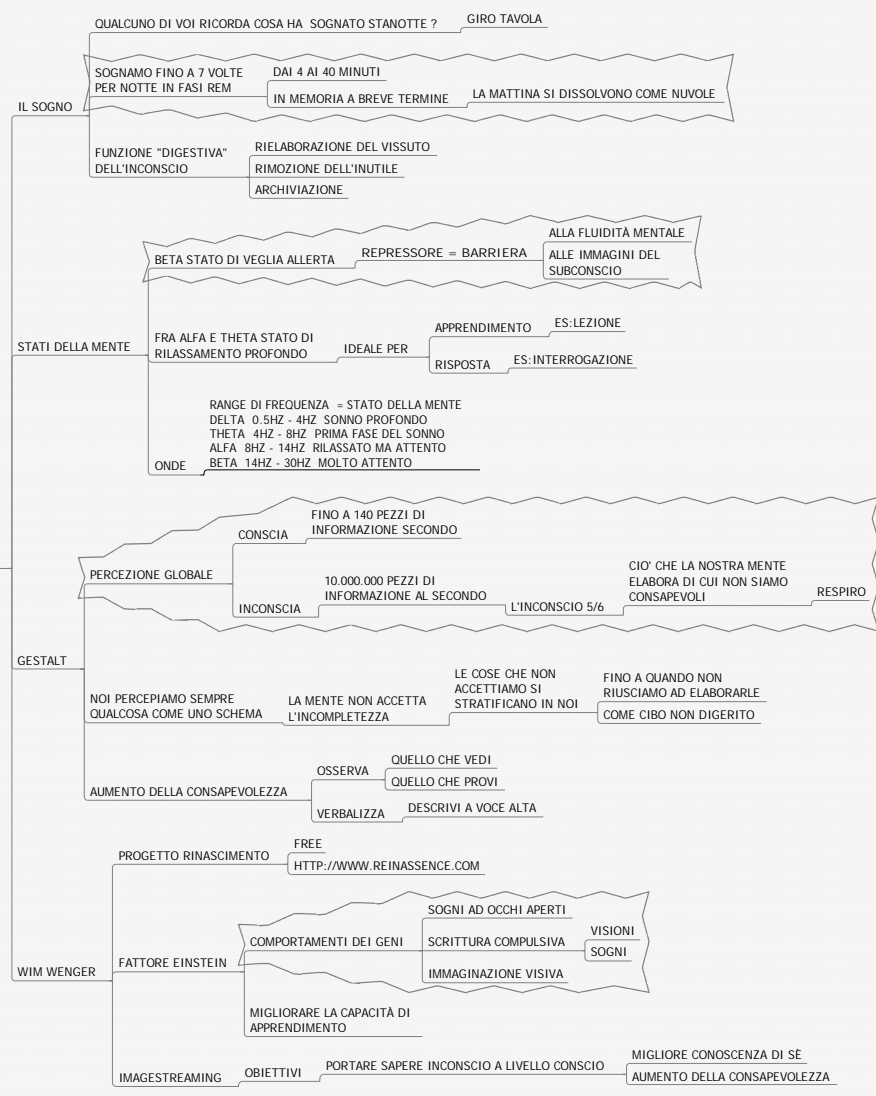 QUALCUNO DI VOI RICORDA COSA HA SOGNATO STANOTTE ?
GIRO TAVOLA
IL SOGNO
SOGNAMO FINO A 7 VOLTE
PER NOTTE IN FASI REM
DAI 4 AI 40 MINUTI
IN MEMORIA A BREVE TERMINE
LA MATTINA SI DISSOLVONO COME NUVOLE
FUNZIONE "DIGESTIVA"
DELL'INCONSCIO
RIELABORAZIONE DEL VISSUTO
RIMOZIONE DELL'INUTILE
ARCHIVIAZIONE
STATI DELLA MENTE
BETA STATO DI VEGLIA ALLERTA
REPRESSORE = BARRIERA
ALLA FLUIDITÀ MENTALE
ALLE IMMAGINI DEL
SUBCONSCIO
FRA ALFA E THETA STATO DI
RILASSAMENTO PROFONDO
IDEALE PER
APPRENDIMENTO
ES:LEZIONE
RISPOSTA
ES:INTERROGAZIONE
ONDE
RANGE DI FREQUENZA = STATO DELLA MENTE
DELTA 0.5HZ - 4HZ SONNO PROFONDO
THETA 4HZ - 8HZ PRIMA FASE DEL SONNO
ALFA 8HZ - 14HZ RILASSATO MA ATTENTO
BETA 14HZ - 30HZ MOLTO ATTENTO
GESTALT
PERCEZIONE GLOBALE
CONSCIA
FINO A 140 PEZZI DI
INFORMAZIONE SECONDO
INCONSCIA
10.000.000 PEZZI DI
INFORMAZIONE AL SECONDO
L'INCONSCIO 5/6
CIO' CHE LA NOSTRA MENTE
ELABORA DI CUI NON SIAMO
CONSAPEVOLI
RESPIRO
NOI PERCEPIAMO SEMPRE
QUALCOSA COME UNO SCHEMA
LA MENTE NON ACCETTA
L'INCOMPLETEZZA
LE COSE CHE NON
ACCETTIAMO SI
STRATIFICANO IN NOI
FINO A QUANDO NON
RIUSCIAMO AD ELABORARLE
COME CIBO NON DIGERITO
AUMENTO DELLA CONSAPEVOLEZZA
OSSERVA
QUELLO CHE VEDI
QUELLO CHE PROVI
VERBALIZZA
DESCRIVI A VOCE ALTA
WIM WENGER
PROGETTO RINASCIMENTO
FREE
HTTP://WWW.REINASSENCE.COM
FATTORE EINSTEIN
COMPORTAMENTI DEI GENI
SOGNI AD OCCHI APERTI
SCRITTURA COMPULSIVA
VISIONI
SOGNI
IMMAGINAZIONE VISIVA
MIGLIORARE LA CAPACITÀ DI
APPRENDIMENTO
IMAGESTREAMING
OBIETTIVI
PORTARE SAPERE INCONSCIO A LIVELLO CONSCIO
MIGLIORE CONOSCENZA DI SÈ
AUMENTO DELLA CONSAPEVOLEZZA